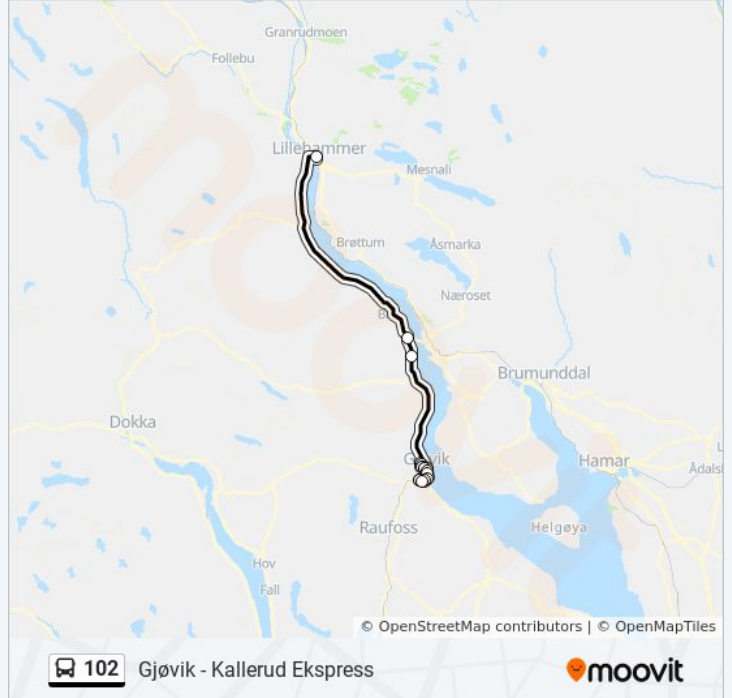 Granrudmoen
Follebu
Lillehammer
Mesnali
Brøttum
Åsmarka
Næroset
Brumunddal
Dokka
Gjøvik
Hamar
Raufoss
Helgøya
Hov
Fall
© OpenStreetMap contributors | © OpenMapTiles
102 Gjøvik - Kallerud Ekspress
moovit